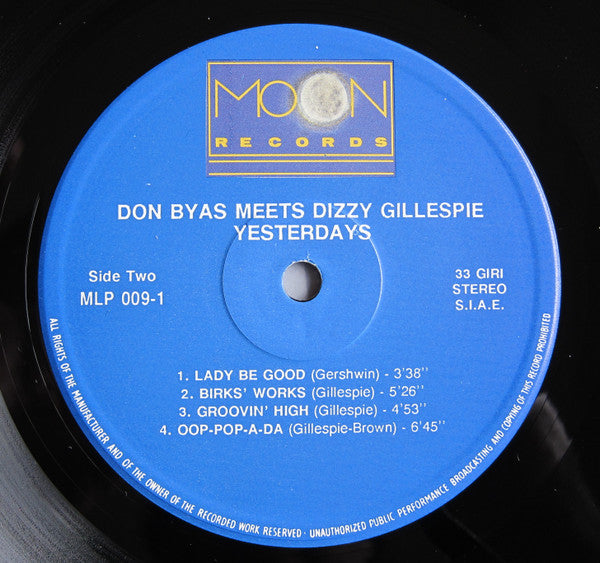 MOON
RECORDS
DON BYAS MEETS DIZZY GILLESPIE
YESTERDAYS
Side Two
MLP 009-1
33 GIRI
STEREO
S.I.A.E.
1. LADY BE GOOD (Gershwin) - 3'38''
2. BIRKS' WORKS (Gillespie) - 5'26''
3. GROOVIN' HIGH (Gillespie) - 4'53''
4. OOP-POP-A-DA (Gillespie-Brown) - 6'45''
ALL RIGHTS OF THE MANUFACTURER AND OF THE OWNER OF THE RECORDED WORK RESERVED · UNAUTHORIZED PUBLIC PERFORMANCE BROADCASTING AND COPYING OF THIS RECORD PROHIBITED